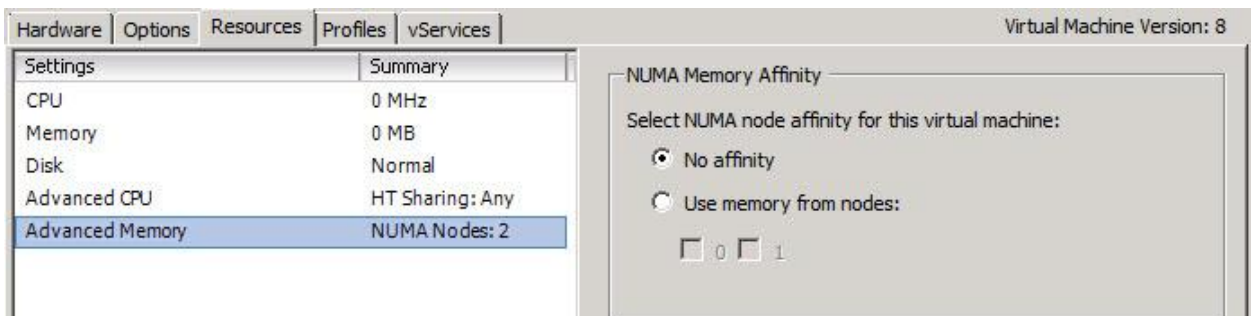 Hardware Options Resources Profiles vServices Virtual Machine Version: 8
Settings Summary
CPU 0 MHz
Memory 0 MB
Disk Normal
Advanced CPU HT Sharing: Any
Advanced Memory NUMA Nodes: 2
NUMA Memory Affinity
Select NUMA node affinity for this virtual machine:
No affinity
Use memory from nodes:
0 1